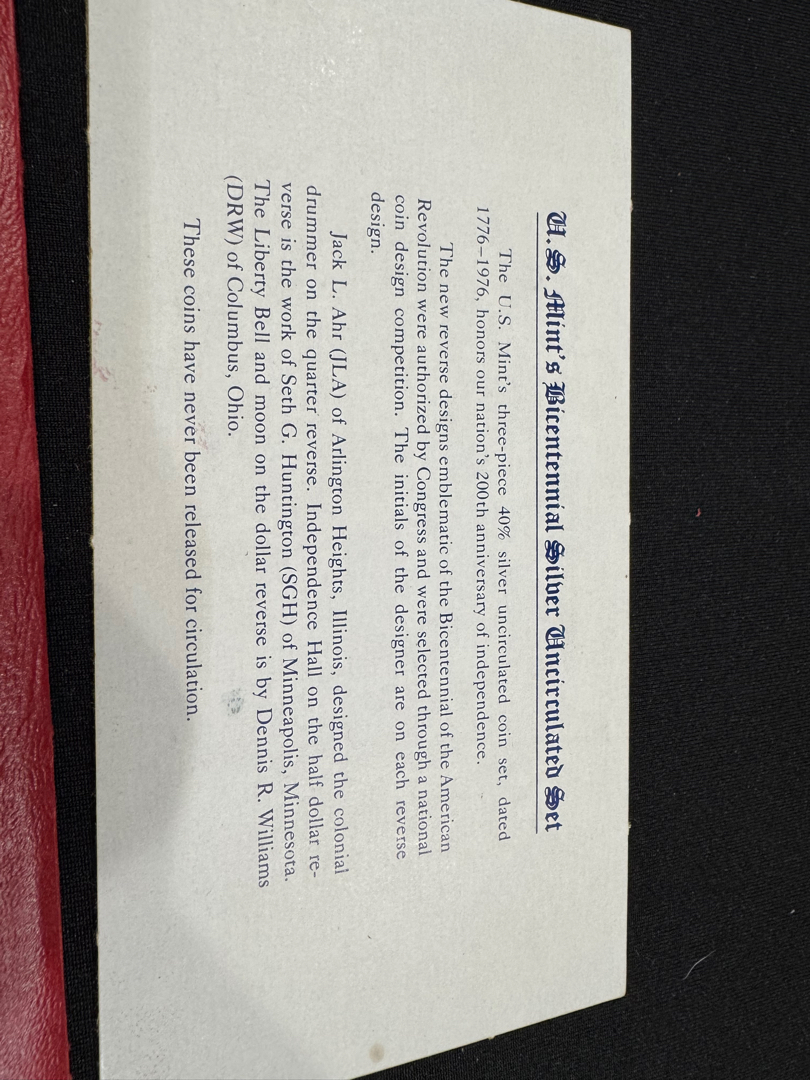 U.S. Mint's Bicentennial Silver Uncirculated Set
The U.S. Mint's three-piece 40% silver uncirculated coin set, dated
1776–1976, honors our nation's 200th anniversary of independence.
The new reverse designs emblematic of the Bicentennial of the American
Revolution were authorized by Congress and were selected through a national
coin design competition. The initials of the designer are on each reverse
design.
Jack L. Ahr (JLA) of Arlington Heights, Illinois, designed the colonial
drummer on the quarter reverse. Independence Hall on the half dollar re-
verse is the work of Seth G. Huntington (SGH) of Minneapolis, Minnesota.
The Liberty Bell and moon on the dollar reverse is by Dennis R. Williams
(DRW) of Columbus, Ohio.
These coins have never been released for circulation.